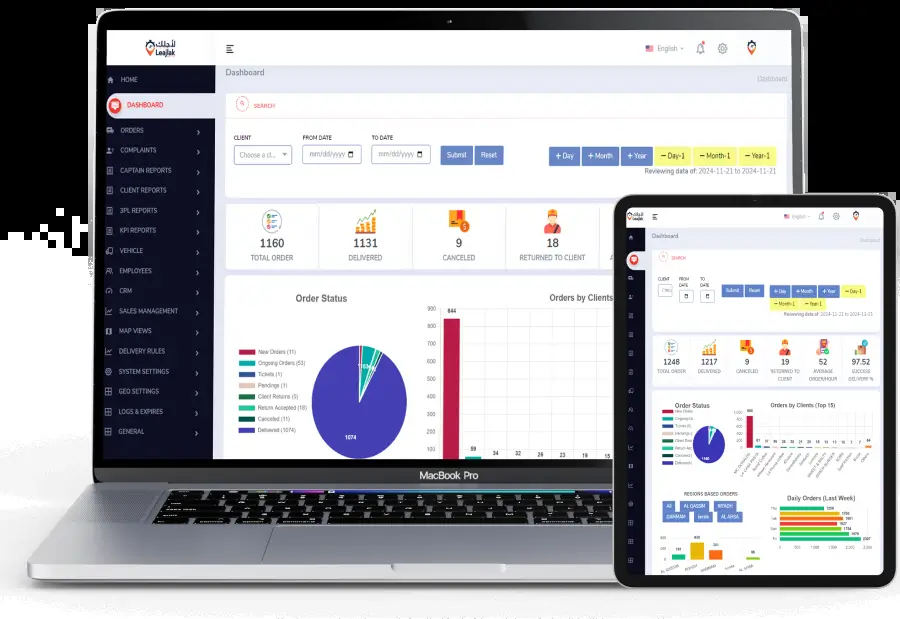 لأجلك
Leajlak
English
Dashboard
Dashboard
HOME
DASHBOARD
ORDERS
COMPLAINTS
CAPTAIN REPORTS
CLIENT REPORTS
3PL REPORTS
KPI REPORTS
VEHICLE
EMPLOYEES
CRM
SALES MANAGEMENT
MAP VIEWS
DELIVERY RULES
SYSTEM SETTINGS
GEO SETTINGS
LOGS & EXPIRES
GENERAL
SEARCH
CLIENT FROM DATE TO DATE
Choose a cl... mm/dd/yyyy mm/dd/yyyy Submit Reset + Day + Month + Year − Day-1 − Month-1 − Year-1
Reviewing data of: 2024-11-21 to 2024-11-21
1160 1131 9 18
TOTAL ORDER DELIVERED CANCELED RETURNED TO CLIENT
Order Status
New Orders (11)
Ongoing Orders (53)
Tickets (1)
Pendings (1)
Client Returns (5)
Return Accepted (18)
Canceled (11)
Delivered (1074)
1074
Orders by Clients
900
800
700
600
500
400
300
200
100
844 59 34 32 26 23 19 15
MacBook Pro
لأجلك
Leajlak
English
Dashboard
SEARCH
CLIENT FROM DATE TO DATE
Submit Reset + Day + Month + Year − Day-1
− Month-1 − Year-1
Reviewing data of: 2024-11-21 to 2024-11-21
1248 1217 9 19 52 97.52
TOTAL ORDER DELIVERED CANCELED RETURNED TO CLIENT AVERAGE ORDER/HOUR SUCCESS DELIVERY %
Order Status
Orders by Clients (Top 15)
REGIONS BASED ORDERS
All AL QASSIM RIYADH
DAMMAM AL AHSA
Daily Orders (Last Week)